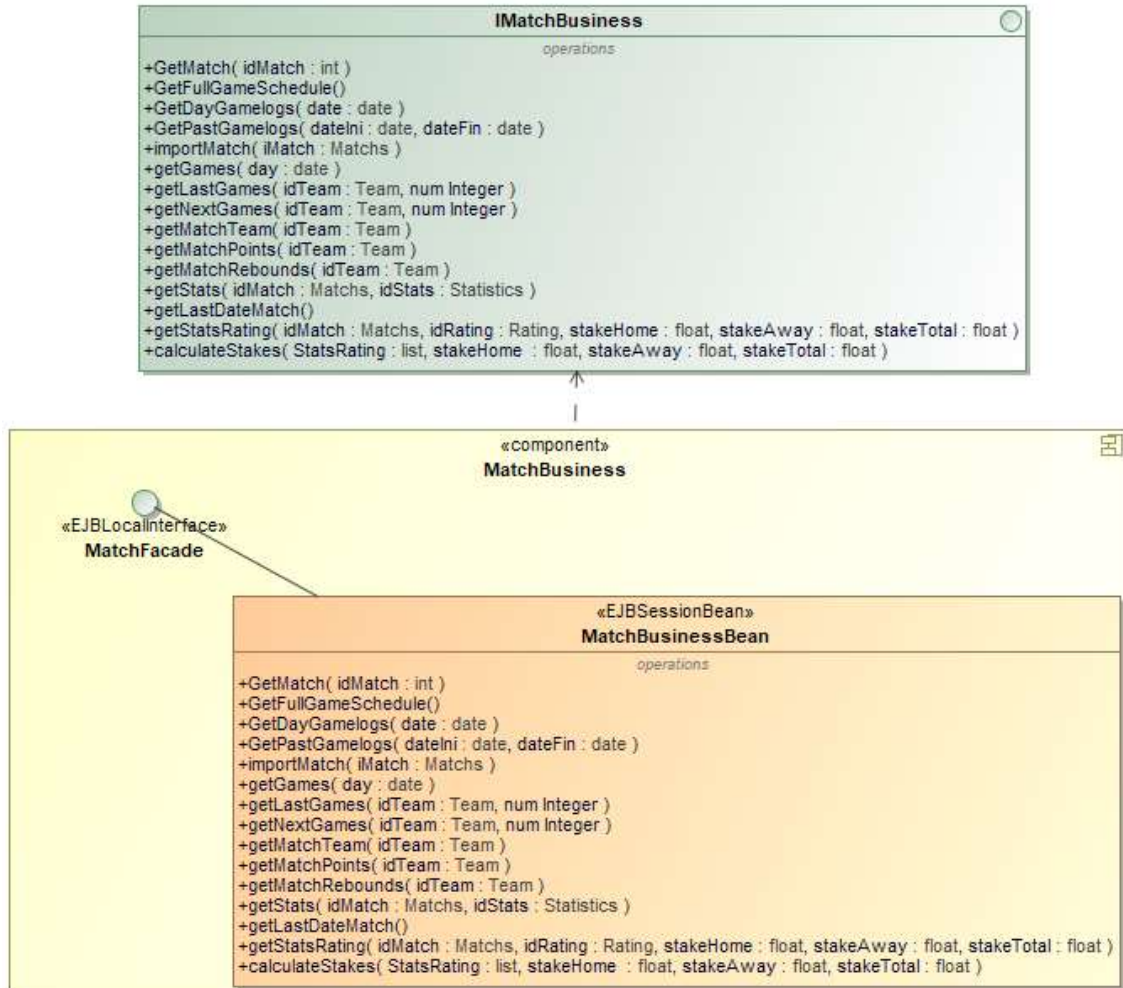 IMatchBusiness
operations
+GetMatch( idMatch : int )
+GetFullGameSchedule()
+GetDayGamelogs( date : date )
+GetPastGamelogs( dateIni : date, dateFin : date )
+importMatch( iMatch : Matchs )
+getGames( day : date )
+getLastGames( idTeam : Team, num Integer )
+getNextGames( idTeam : Team, num Integer )
+getMatchTeam( idTeam : Team )
+getMatchPoints( idTeam : Team )
+getMatchRebounds( idTeam : Team )
+getStats( idMatch : Matchs, idStats : Statistics )
+getLastDateMatch()
+getStatsRating( idMatch : Matchs, idRating : Rating, stakeHome : float, stakeAway : float, stakeTotal : float )
+calculateStakes( StatsRating : list, stakeHome : float, stakeAway : float, stakeTotal : float )
«component»
MatchBusiness
«EJBLocalInterface»
MatchFacade
«EJBSessionBean»
MatchBusinessBean
operations
+GetMatch( idMatch : int )
+GetFullGameSchedule()
+GetDayGamelogs( date : date )
+GetPastGamelogs( dateIni : date, dateFin : date )
+importMatch( iMatch : Matchs )
+getGames( day : date )
+getLastGames( idTeam : Team, num Integer )
+getNextGames( idTeam : Team, num Integer )
+getMatchTeam( idTeam : Team )
+getMatchPoints( idTeam : Team )
+getMatchRebounds( idTeam : Team )
+getStats( idMatch : Matchs, idStats : Statistics )
+getLastDateMatch()
+getStatsRating( idMatch : Matchs, idRating : Rating, stakeHome : float, stakeAway : float, stakeTotal : float )
+calculateStakes( StatsRating : list, stakeHome : float, stakeAway : float, stakeTotal : float )